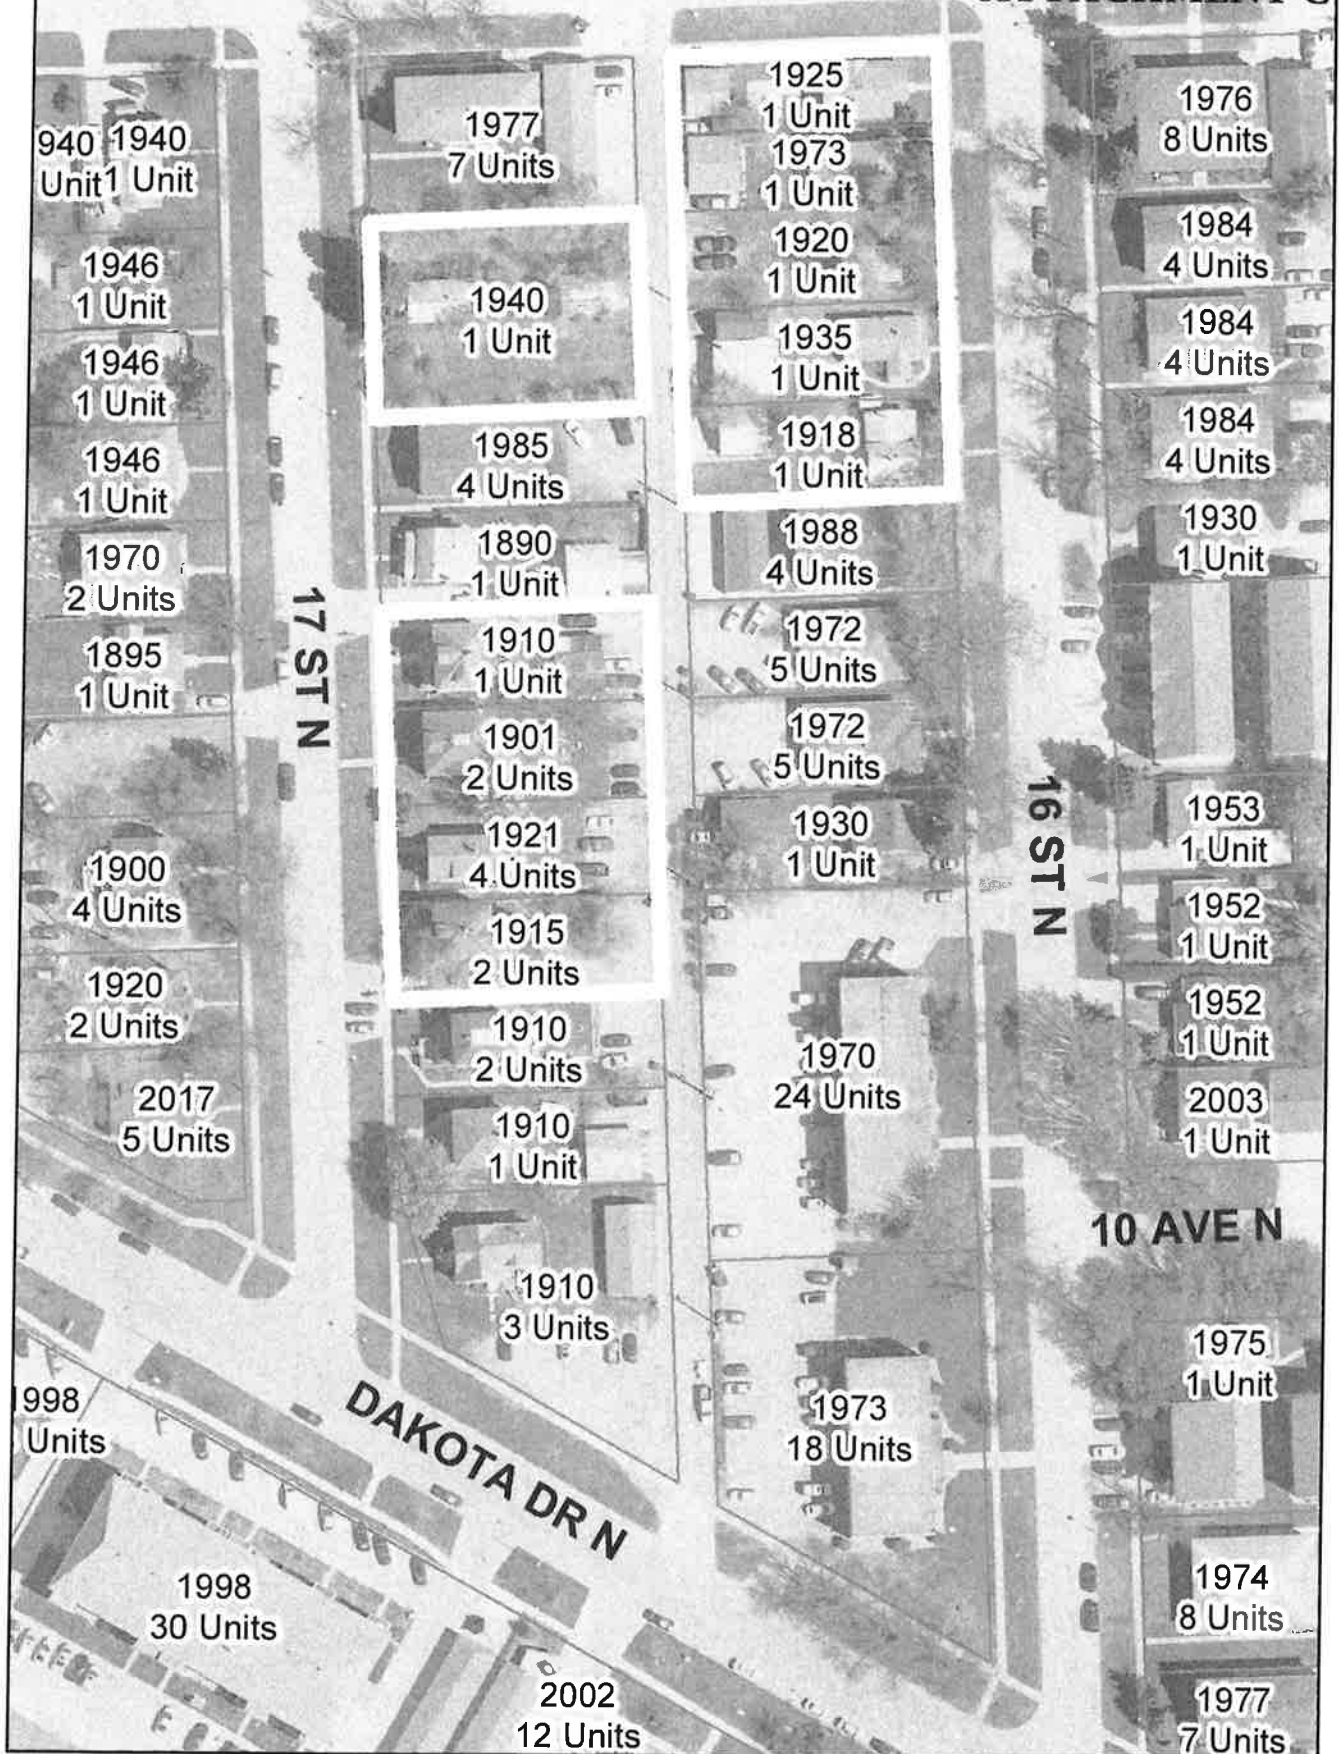 940
Unit
1940
1 Unit
1946
1 Unit
1946
1 Unit
1946
1 Unit
1970
2 Units
1895
1 Unit
1900
4 Units
1920
2 Units
2017
5 Units
17 ST N
1977
7 Units
1940
1 Unit
1985
4 Units
1890
1 Unit
1910
1 Unit
1901
2 Units
1921
4 Units
1915
2 Units
1910
2 Units
1910
1 Unit
1910
3 Units
1925
1 Unit
1973
1 Unit
1920
1 Unit
1935
1 Unit
1918
1 Unit
1988
4 Units
1972
5 Units
1972
5 Units
1930
1 Unit
1970
24 Units
1973
18 Units
16 ST N
1976
8 Units
1984
4 Units
1984
4 Units
1984
4 Units
1930
1 Unit
1953
1 Unit
1952
1 Unit
1952
1 Unit
2003
1 Unit
10 AVE N
1975
1 Unit
1974
8 Units
1977
7 Units
DAKOTA DR N
998
Units
1998
30 Units
2002
12 Units